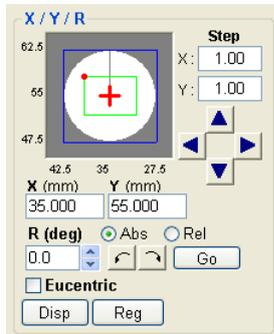 X / Y / R
Step
62.5
X: 1.00
55
Y: 1.00
47.5
42.5 35 27.5
X (mm) Y (mm)
35.000 55.000
R (deg) Abs Rel
0.0 Go
Eucentric
Disp Reg